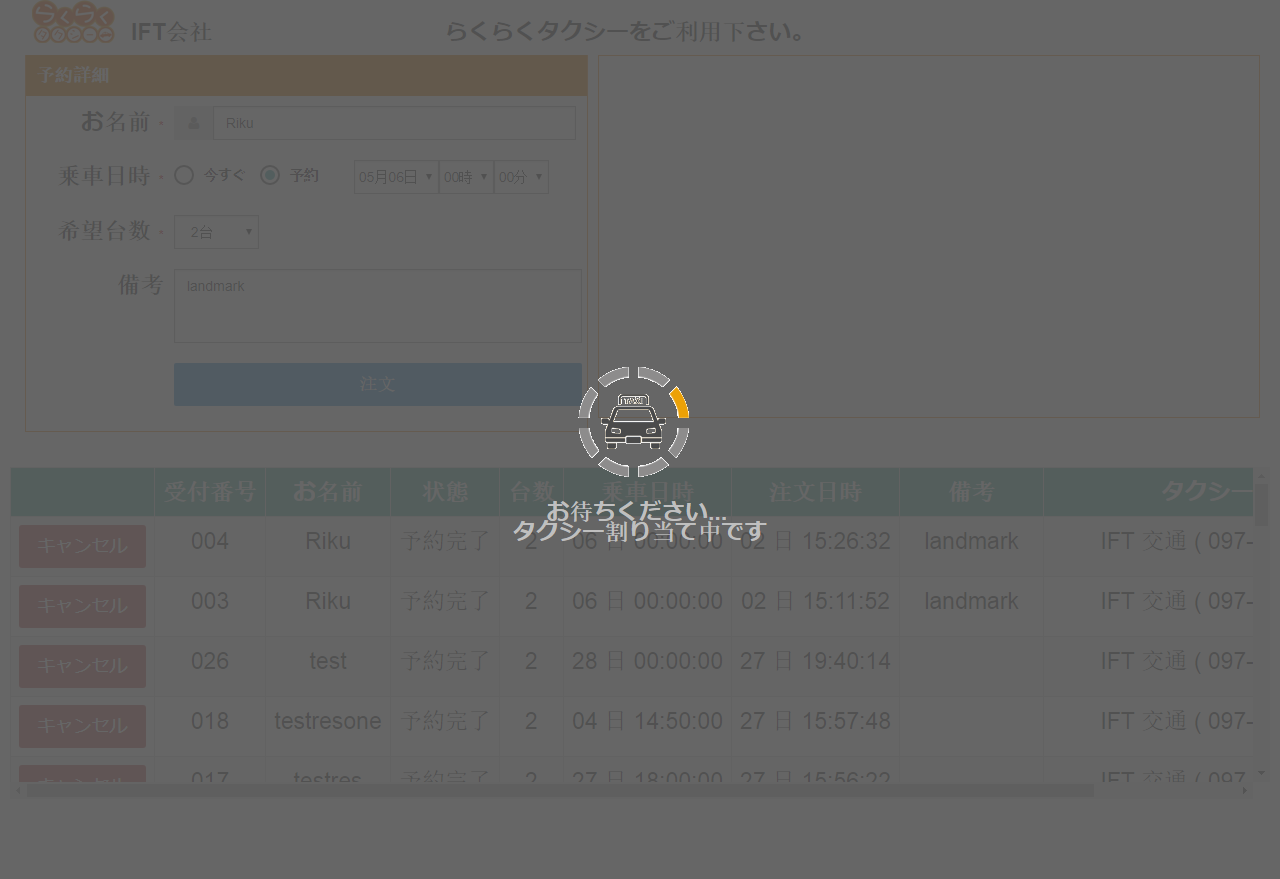 らくらく
IFT会社
らくらくタクシーをご利用下さい。
予約詳細
お名前 *
Riku
乗車日時 *
今すぐ
予約
05月06日
00時
00分
希望台数 *
2台
備考
landmark
注文
TAXI
お待ちください...
タクシー割り当て中です
受付番号 お名前 状態 台数 乗車日時 注文日時 備考 タクシー
キャンセル 004 Riku 予約完了 2 06 日 00:00:00 02 日 15:26:32 landmark IFT 交通 ( 097-
キャンセル 003 Riku 予約完了 2 06 日 00:00:00 02 日 15:11:52 landmark IFT 交通 ( 097-
キャンセル 026 test 予約完了 2 28 日 00:00:00 27 日 19:40:14 IFT 交通 ( 097-
キャンセル 018 testresone 予約完了 2 04 日 14:50:00 27 日 15:57:48 IFT 交通 ( 097-
キャンセル 017 testres 予約完了 2 27 日 18:00:00 27 日 15:56:22 IFT 交通 ( 097-